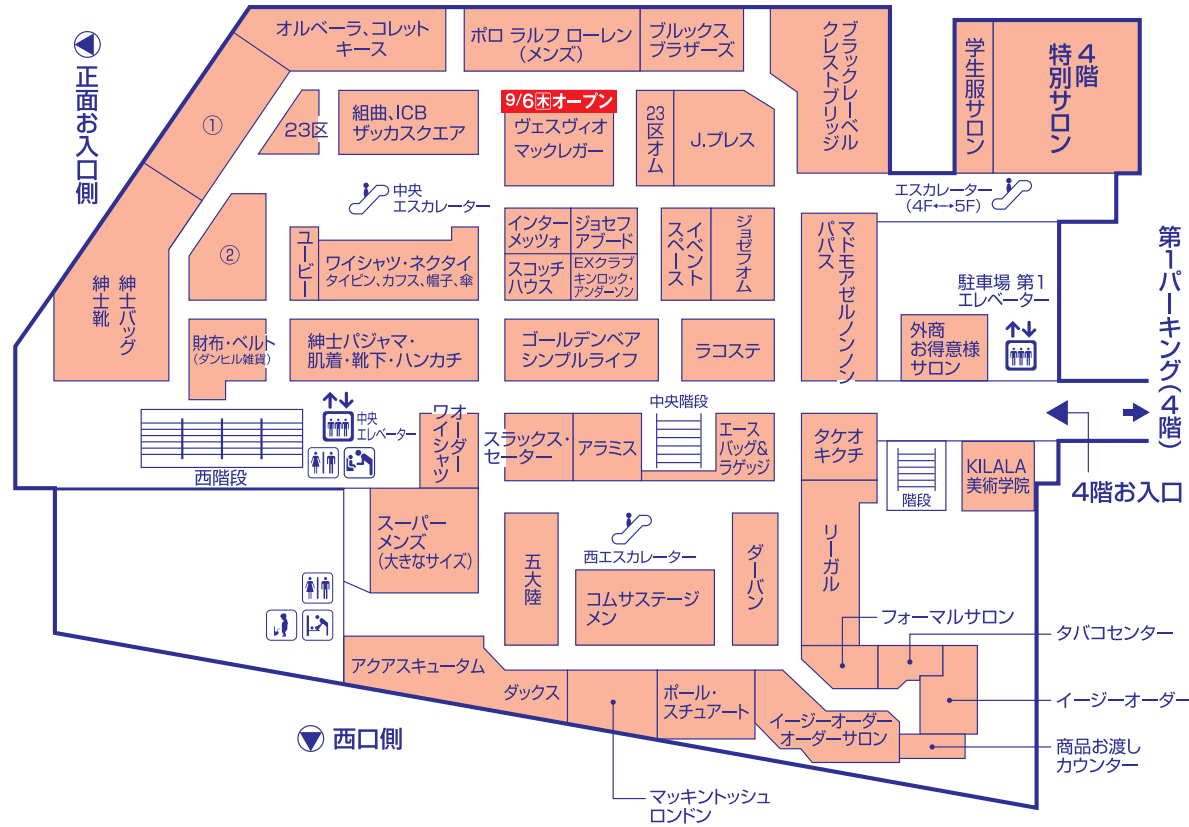 正面お入口側
オルベーラ、コレット
キース
ポロ ラルフ ローレン
(メンズ)
ブルックス
ブラザーズ
ブラックレーベル
クレストブリッジ
学生服サロン
4階
特別サロン
①
23区
組曲、ICB
ザッカスクエア
9/6木オープン
ヴェスヴィオ
マックレガー
23区オム
J.プレス
中央
エスカレーター
エスカレーター
(4F↔5F)
②
ユービー
ワイシャツ・ネクタイ
タイピン、カフス、帽子、傘
インター
メッツォ
ジョセフ
アブード
スコッチ
ハウス
EXクラブ
キンロック・
アンダーソン
イベント
スペース
ジョゼフオム
マドモアゼルノンノン
パパス
第1パーキング(4階)
紳士バッグ
紳士靴
駐車場 第1
エレベーター
財布・ベルト
(ダンヒル雑貨)
紳士パジャマ・
肌着・靴下・ハンカチ
ゴールデンベア
シンプルライフ
ラコステ
外商
お得意様
サロン
中央
エレベーター
西階段
オーダー
ワイシャツ
スラックス・
センター
アラミス
中央階段
エース
バッグ&
ラゲッジ
タケオ
キクチ
階段
KILALA
美術学院
4階お入口
スーパー
メンズ
(大きなサイズ)
五大陸
西エスカレーター
コムサステージ
メン
ダーバン
リーガル
フォーマルサロン
タバコセンター
アクアスキュータム
ダックス
ポール・
スチュアート
イージーオーダー
イージーオーダー
オーダーサロン
西口側
商品お渡し
カウンター
マッキントッシュ
ロンドン